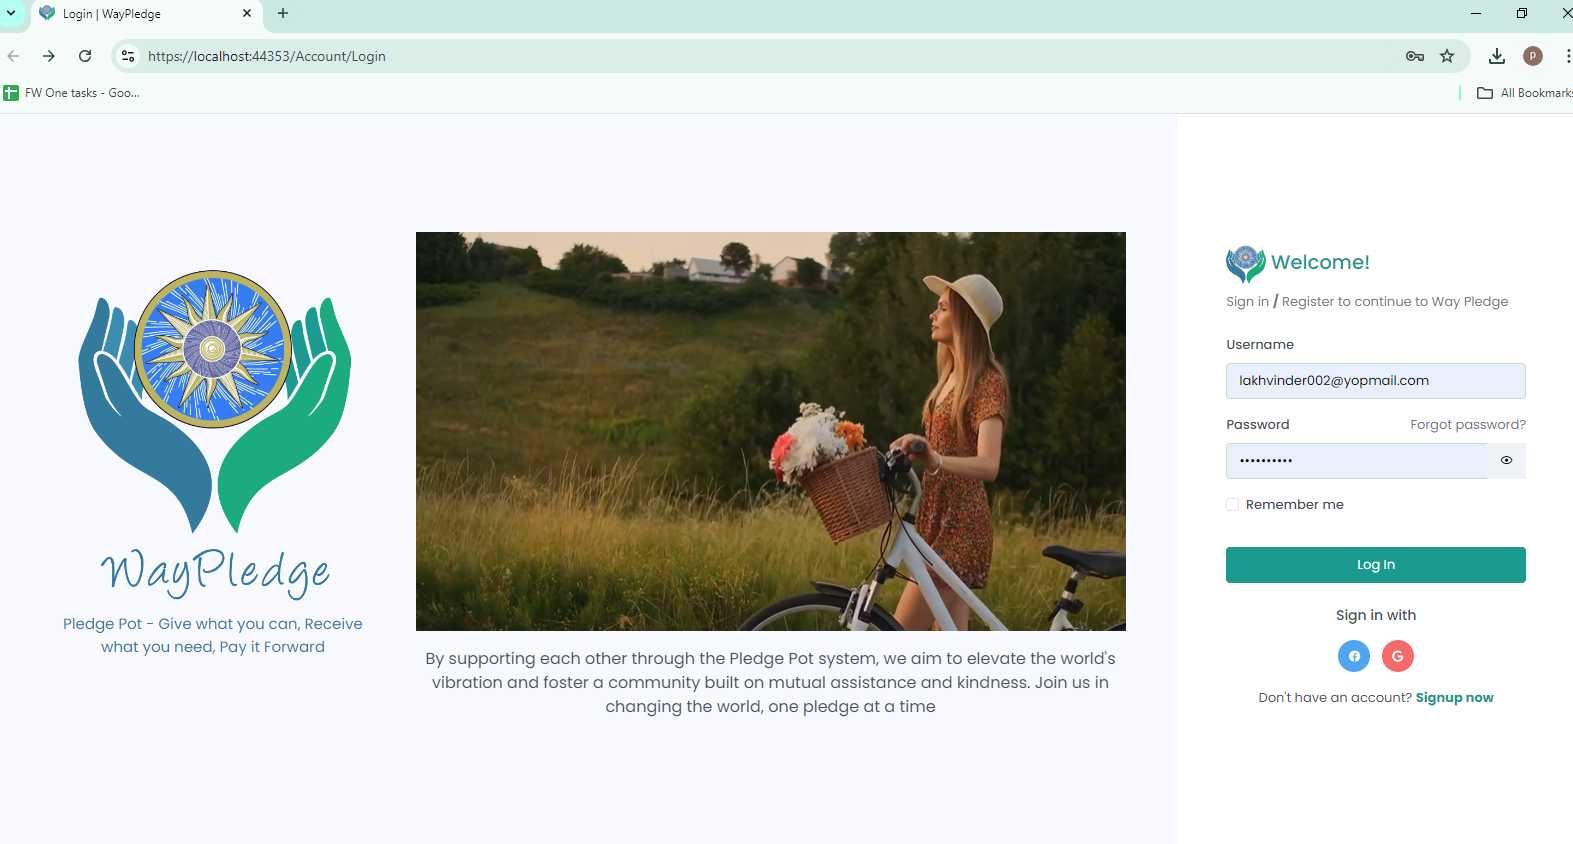 Login | WayPledge
https://localhost:44353/Account/Login
P
FW One tasks - Goo...
All Bookmarks
WayPledge
Pledge Pot - Give what you can, Receive
what you need, Pay it Forward
By supporting each other through the Pledge Pot system, we aim to elevate the world's
vibration and foster a community built on mutual assistance and kindness. Join us in
changing the world, one pledge at a time
Welcome!
Sign in / Register to continue to Way Pledge
Username
lakhvinder002@yopmail.com
Password Forgot password?
••••••••••
Remember me
Log In
Sign in with
G
Don't have an account? Signup now